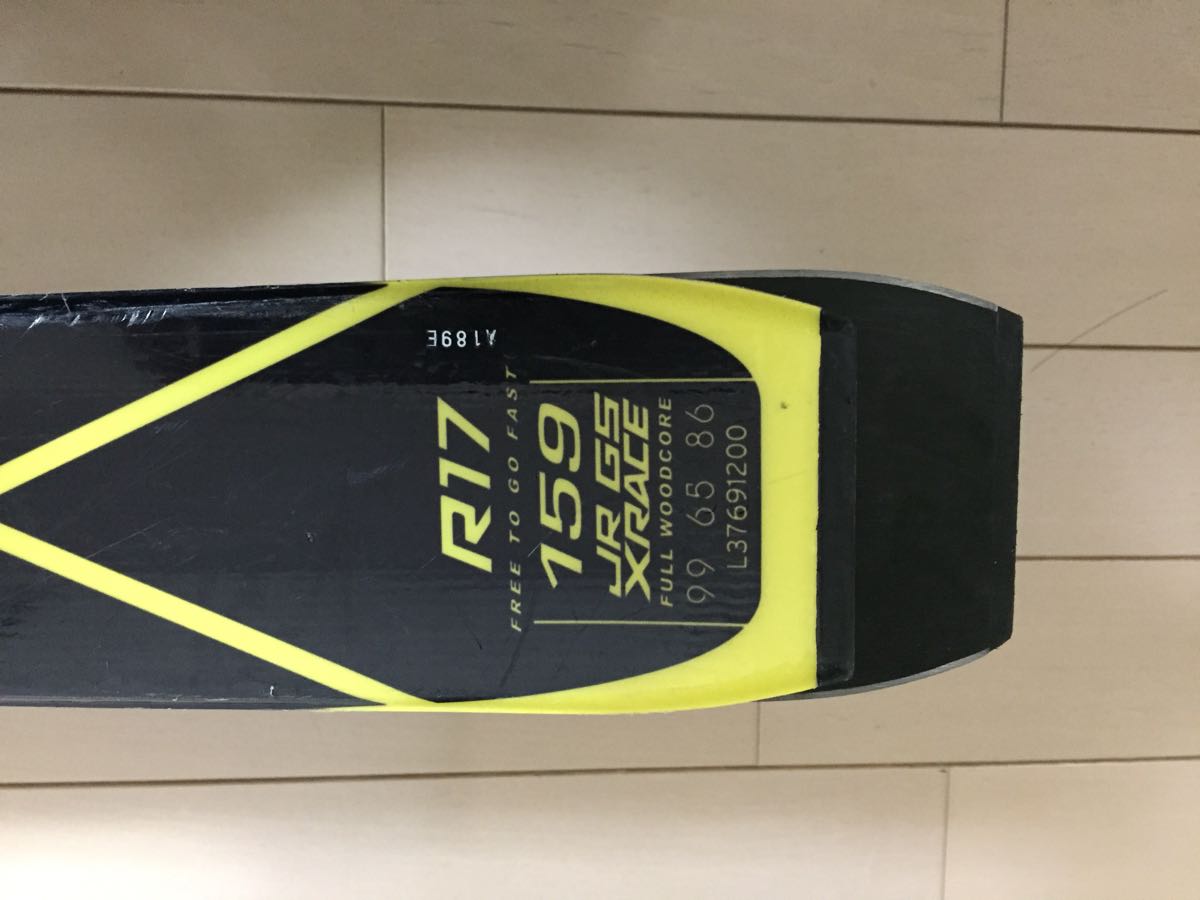 A189E
R17
FREE TO GO FAST
159
JR GS
XRACE
FULL WOODCORE
99 65 86
L37691200